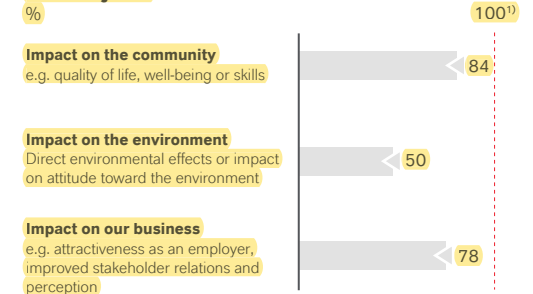 %
100¹⁾
Impact on the community
e.g. quality of life, well-being or skills
84
Impact on the environment
Direct environmental effects or impact
on attitude toward the environment
50
Impact on our business
e.g. attractiveness as an employer,
improved stakeholder relations and
perception
78